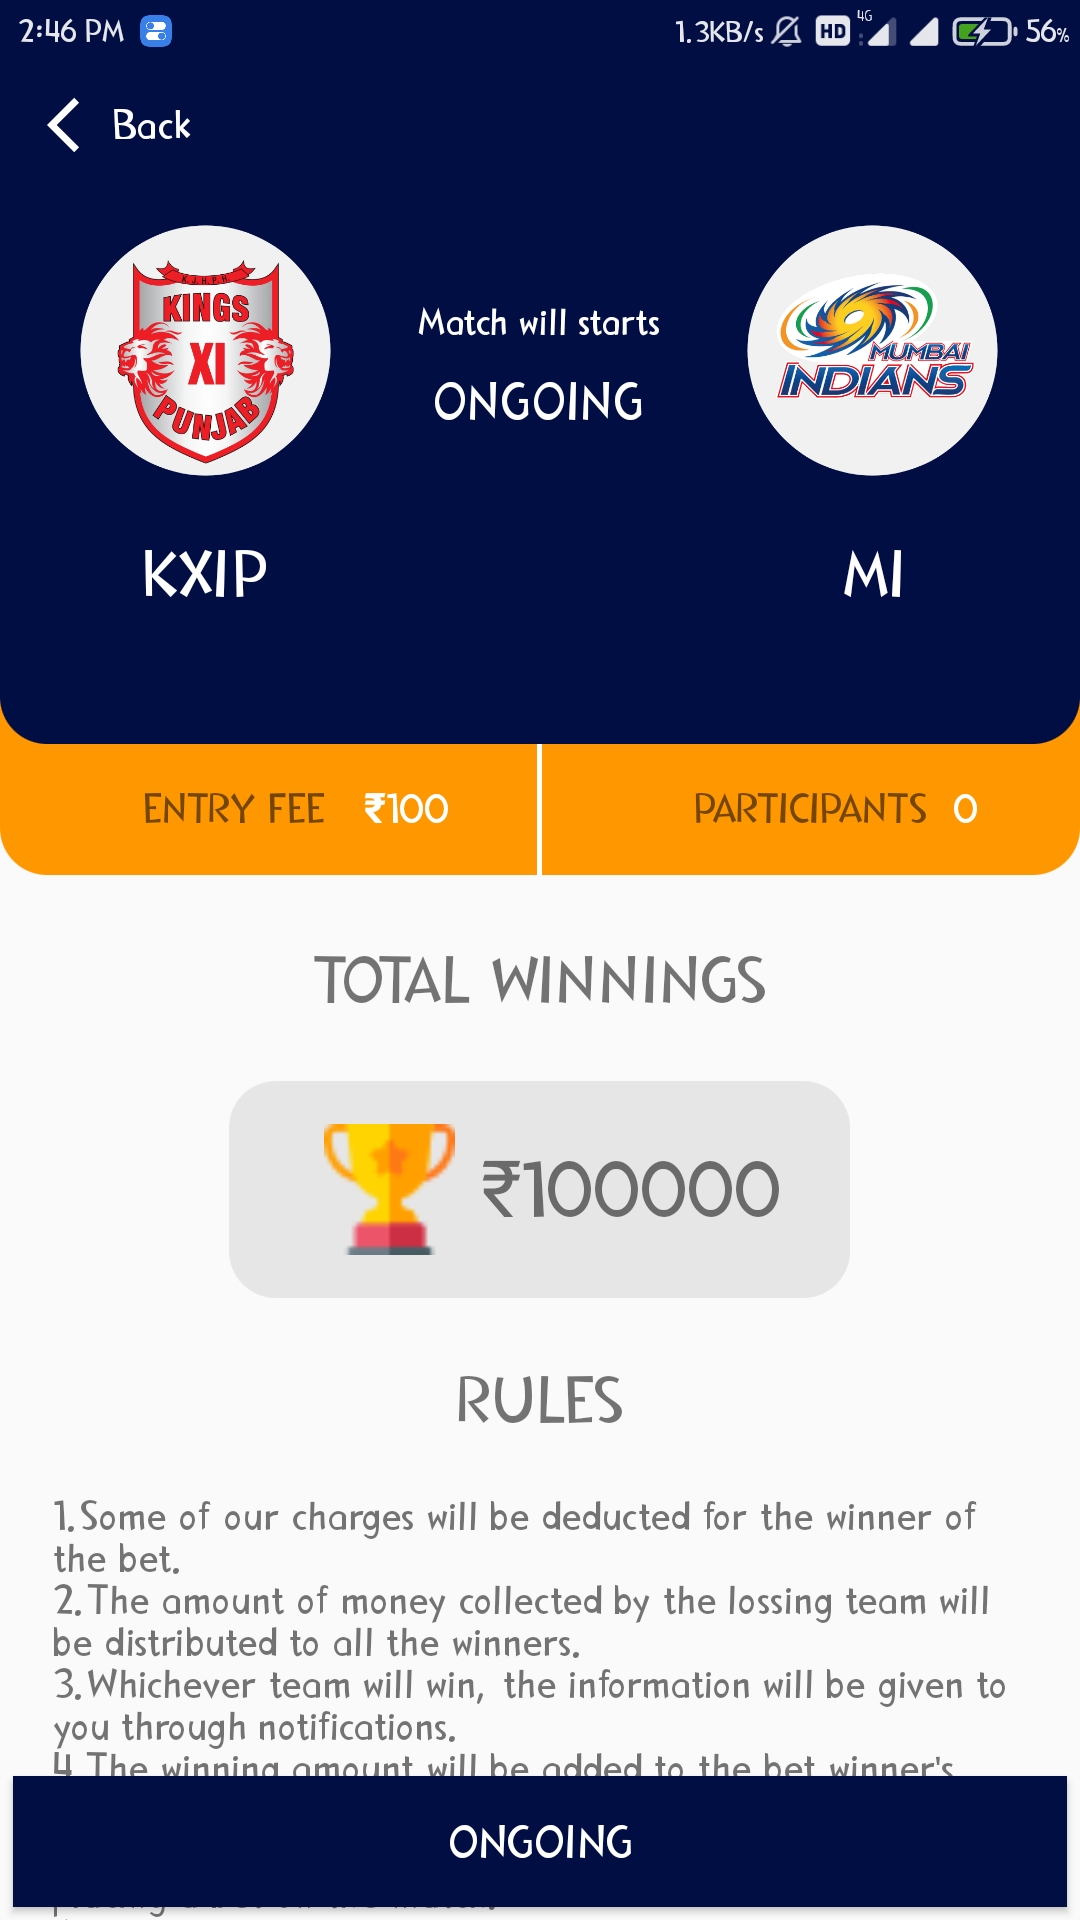 2:46 PM 1.3KB/s HD 4G 56%
Back
KINGS
XI
PUNJAB
MUMBAI
INDIANS
Match will starts
ONGOING
KXIP MI
ENTRY FEE ₹100 PARTICIPANTS 0
TOTAL WINNINGS
₹100000
RULES
1.Some of our charges will be deducted for the winner of
the bet.
2.The amount of money collected by the lossing team will
be distributed to all the winners.
3.Whichever team will win, the information will be given to
you through notifications.
4.The winning amount will be added to the bet winner's
ONGOING